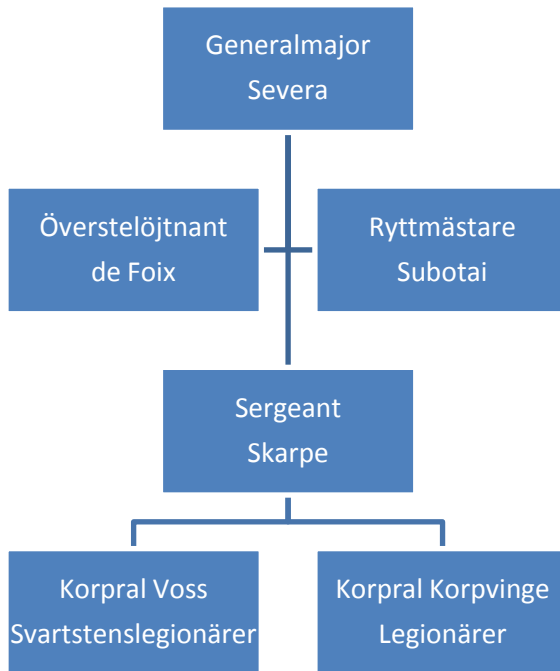 Generalmajor
Severa
Överstelöjtnant
de Foix
Ryttmästare
Subotai
Sergeant
Skarpe
Korpral Voss
Svartstenslegionärer
Korpral Korpvinge
Legionärer